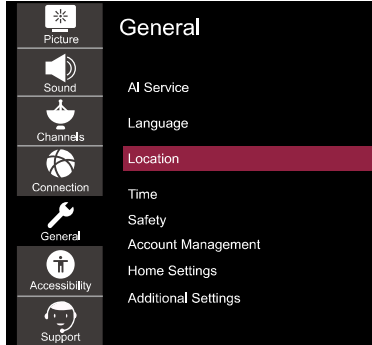 Picture
Sound
Channels
Connection
General
Accessibility
Support
General
AI Service
Language
Location
Time
Safety
Account Management
Home Settings
Additional Settings